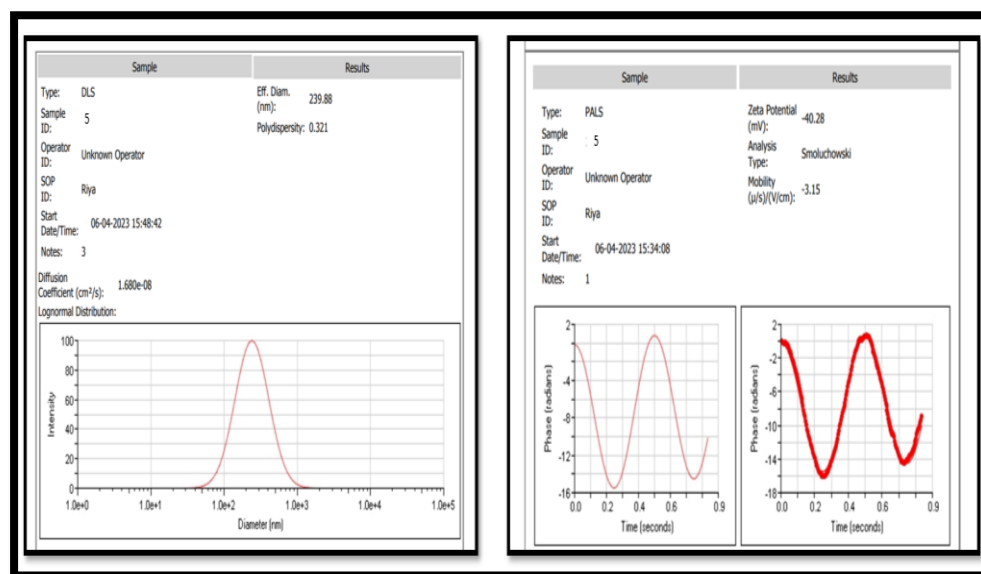 Sample Results
Type: DLS
Eff. Diam.
(nm): 239.88
Sample
ID: 5
Polydispersity: 0.321
Operator
ID: Unknown Operator
SOP
ID: Riya
Start
Date/Time: 06-04-2023 15:48:42
Notes: 3
Diffusion
Coefficient (cm²/s): 1.680e-08
Lognormal Distribution:
Intensity
100
80
60
40
20
0
1.0e+0 1.0e+1 1.0e+2 1.0e+3 1.0e+4 1.0e+5
Diameter (nm)
Sample Results
Type: PALS
Zeta Potential
(mV): -40.28
Sample
ID: 5
Analysis
Type: Smoluchowski
Operator
ID: Unknown Operator
Mobility
(μ/s)/(V/cm): -3.15
SOP
ID: Riya
Start
Date/Time: 06-04-2023 15:34:08
Notes: 1
Phase (radians)
2
-4
-8
-12
-16
0.0 0.2 0.4 0.6 0.9
Time (seconds)
Phase (radians)
2
-2
-6
-10
-14
-18
0.0 0.2 0.4 0.6 0.9
Time (seconds)